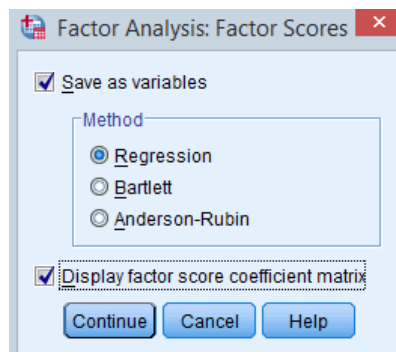 Factor Analysis: Factor Scores
Save as variables
Method
Regression
Bartlett
Anderson-Rubin
Display factor score coefficient matrix
Continue Cancel Help